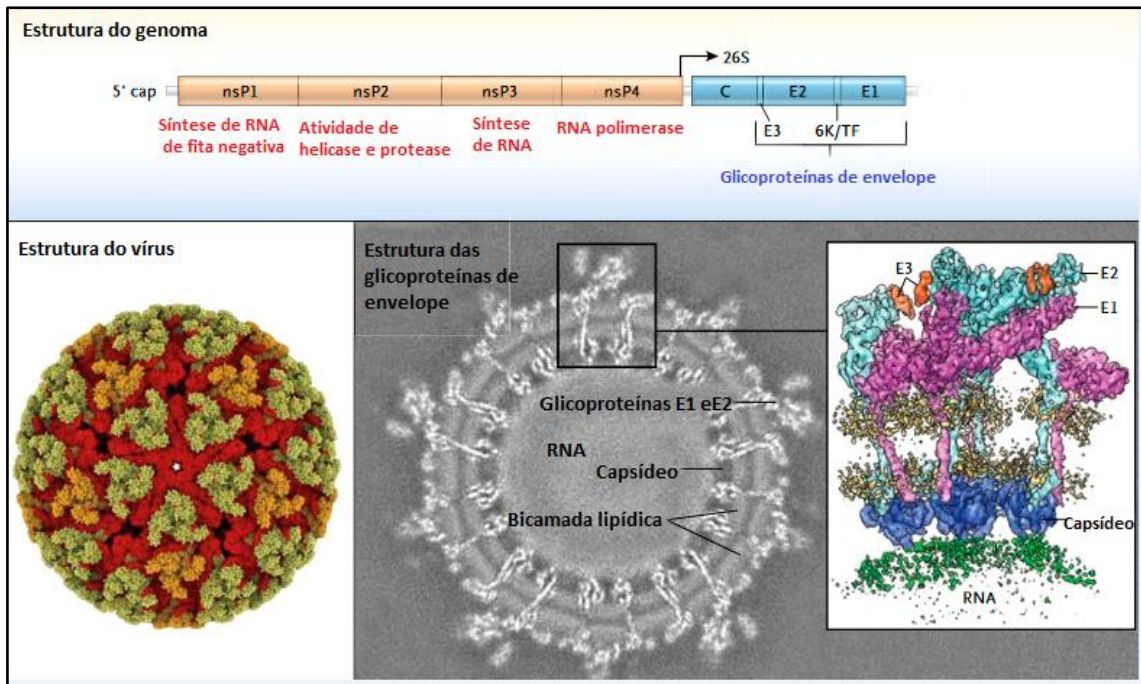 Estrutura do genoma
26S
5' cap
nsP1
nsP2
nsP3
nsP4
C
E2
E1
E3
6K/TF
Síntese de RNA
de fita negativa
Atividade de
helicase e protease
Síntese
de RNA
RNA polimerase
Glicoproteínas de envelope
Estrutura do vírus
Estrutura das
glicoproteínas de
envelope
Glicoproteínas E1 eE2
RNA
Capsídeo
Bicamada lipídica
E3
E2
E1
Capsídeo
RNA